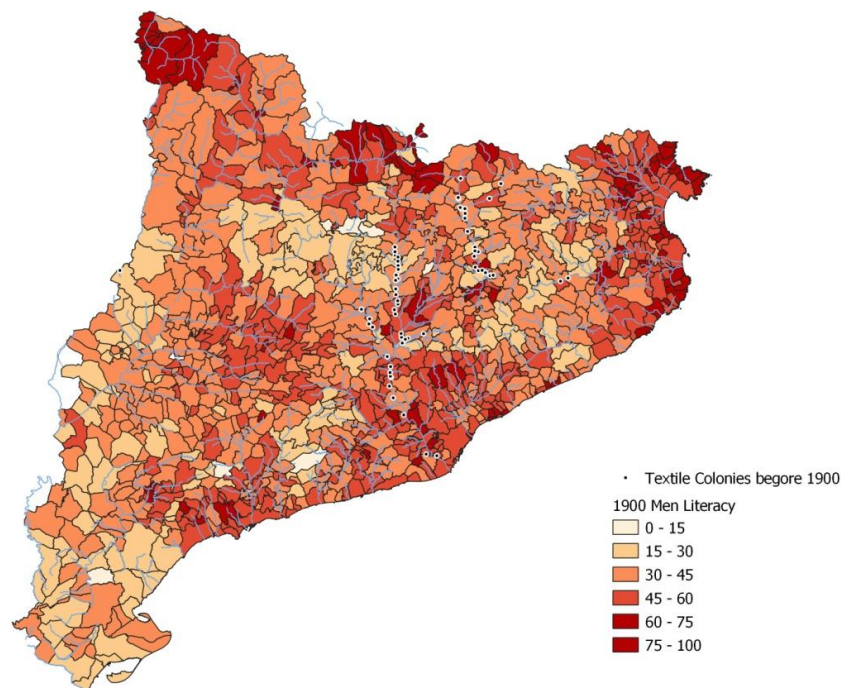 Textile Colonies begore 1900
1900 Men Literacy
0 - 15
15 - 30
30 - 45
45 - 60
60 - 75
75 - 100